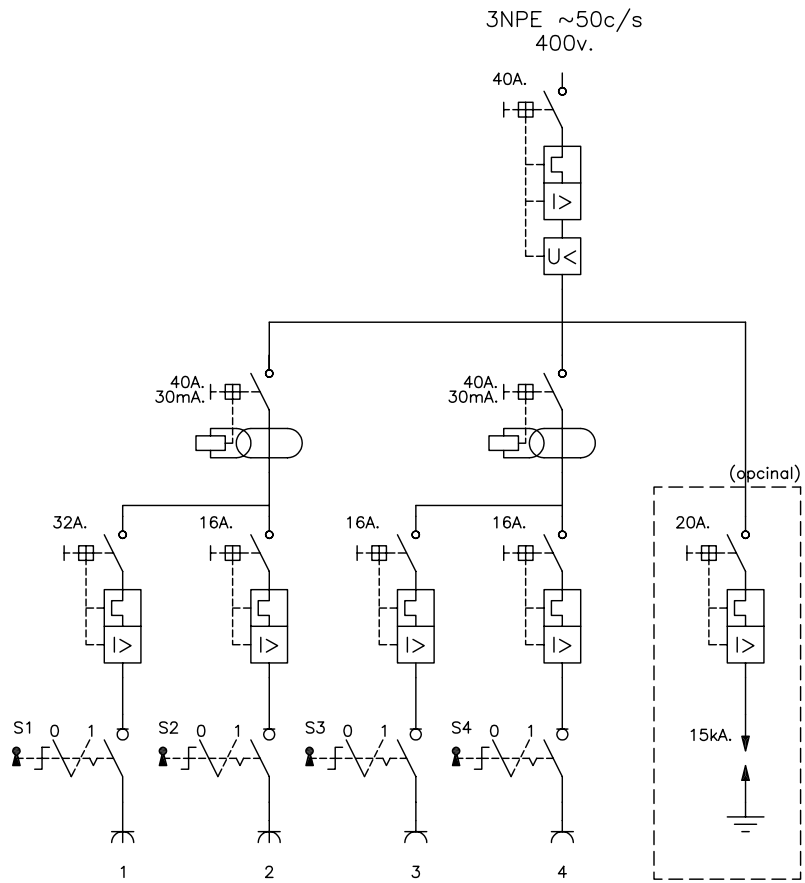 3NPE ~50c/s
400v.
40A.
I>
U<
40A.
30mA.
40A.
30mA.
(opcinal)
32A.
16A.
16A.
16A.
20A.
I>
I>
I>
I>
I>
S1 0 1
S2 0 1
S3 0 1
S4 0 1
15kA.
1
2
3
4